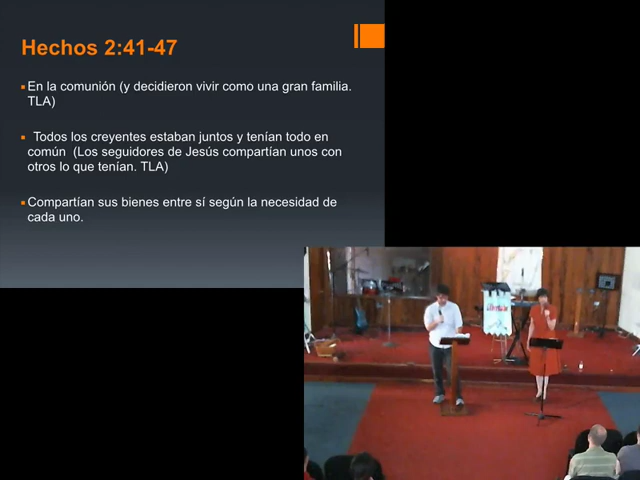 Hechos 2:41-47
En la comunión (y decidieron vivir como una gran familia.
TLA)
Todos los creyentes estaban juntos y tenían todo en
común (Los seguidores de Jesús compartían unos con
otros lo que tenían. TLA)
Compartían sus bienes entre sí según la necesidad de
cada uno.